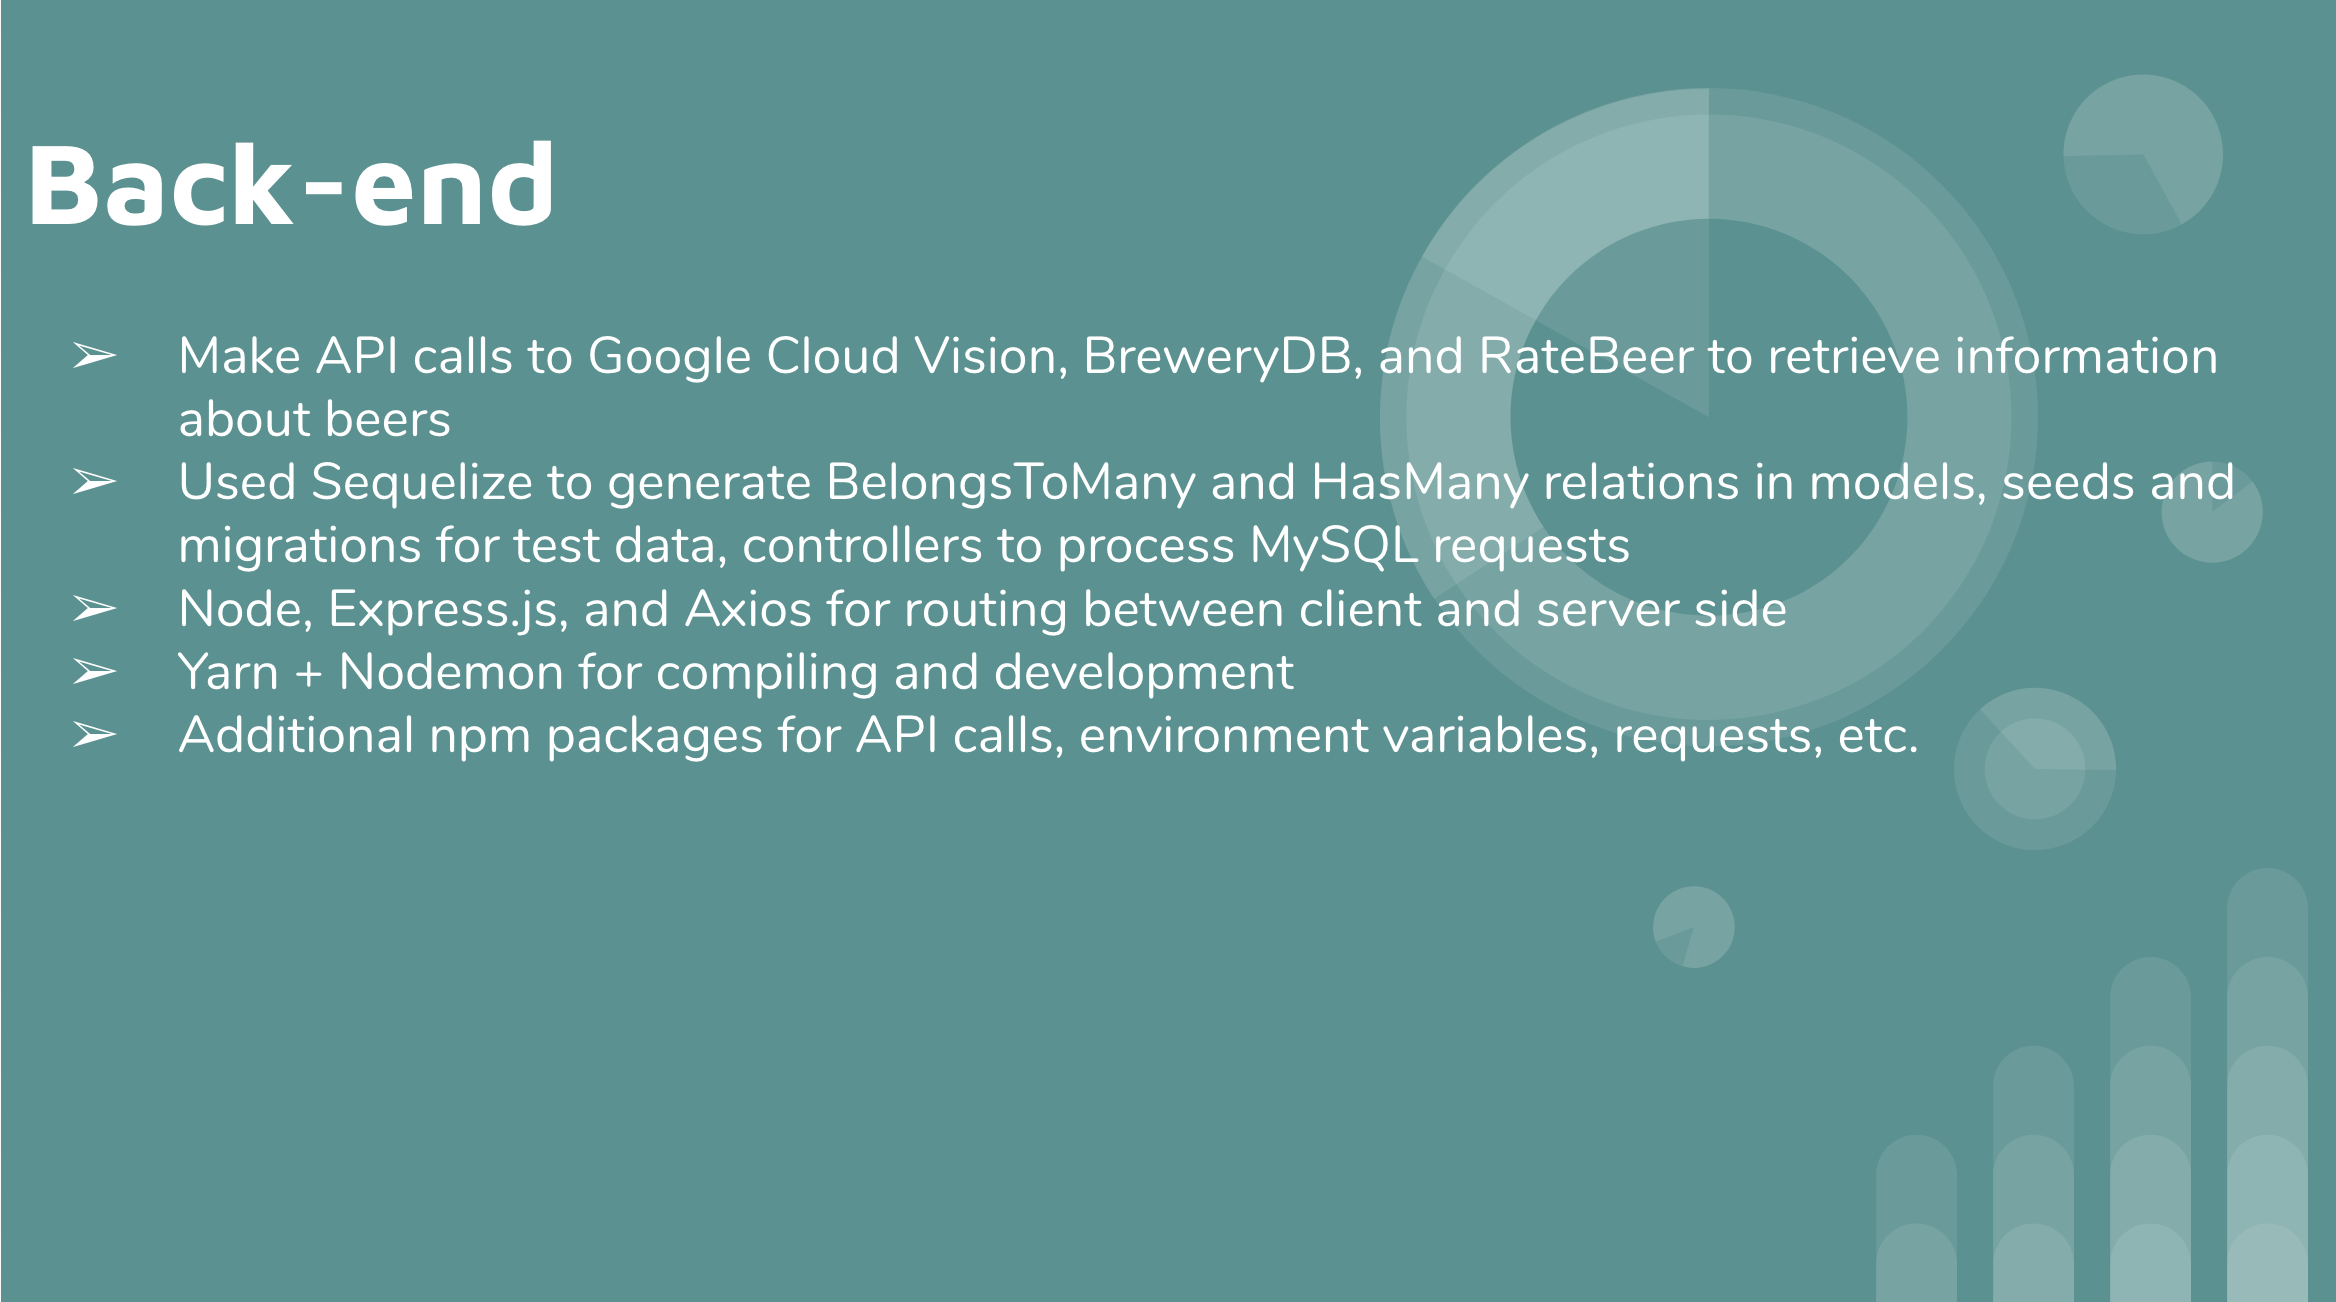 Back-end
➢ Make API calls to Google Cloud Vision, BreweryDB, and RateBeer to retrieve information
about beers
➢ Used Sequelize to generate BelongsToMany and HasMany relations in models, seeds and
migrations for test data, controllers to process MySQL requests
➢ Node, Express.js, and Axios for routing between client and server side
➢ Yarn + Nodemon for compiling and development
➢ Additional npm packages for API calls, environment variables, requests, etc.